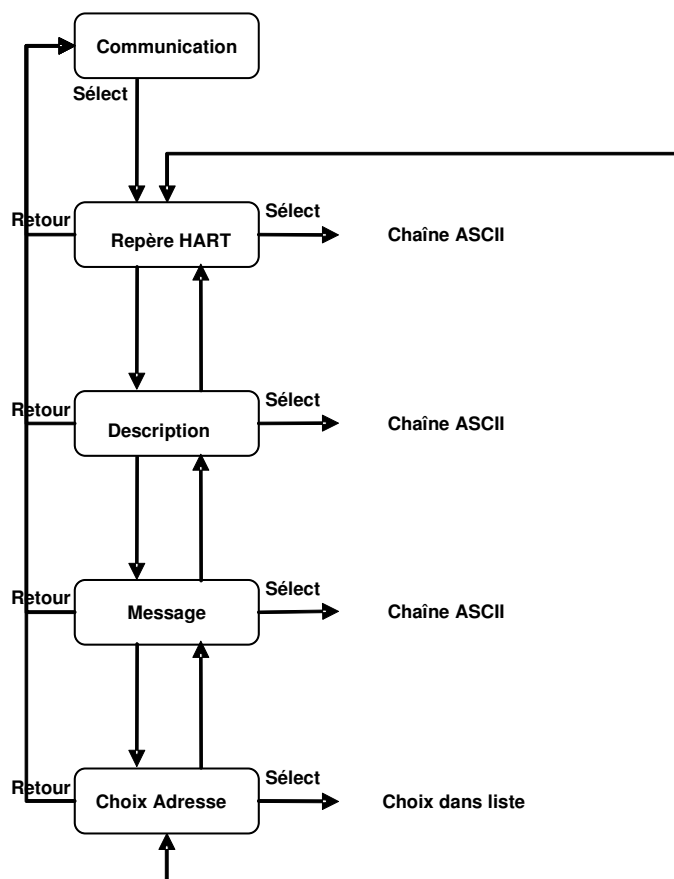 Communication
Sélect
Retour
Repère HART
Sélect
Chaîne ASCII
Retour
Description
Sélect
Chaîne ASCII
Retour
Message
Sélect
Chaîne ASCII
Retour
Choix Adresse
Sélect
Choix dans liste